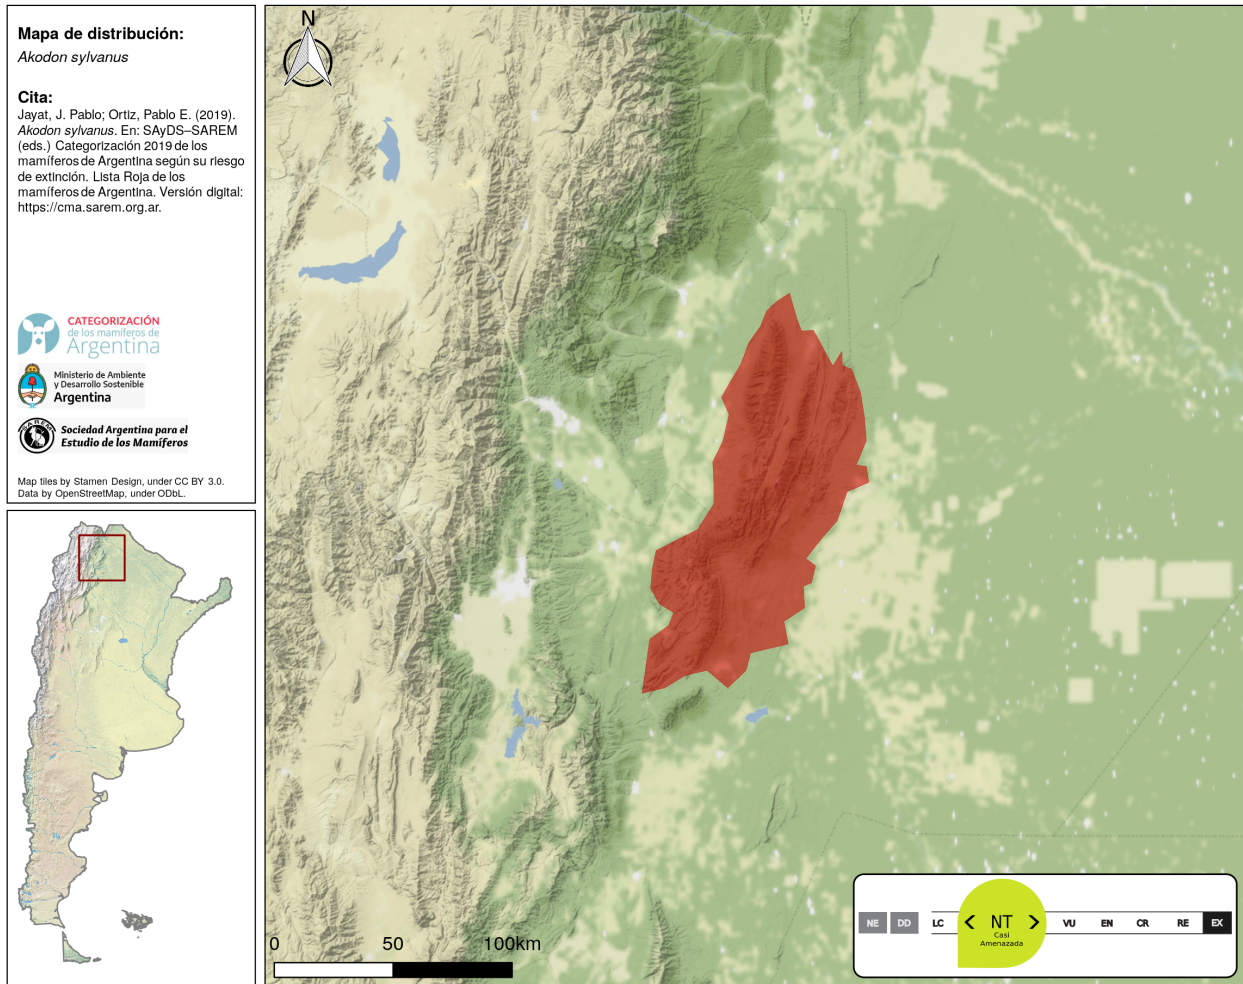 Mapa de distribución:
Akodon sylvanus
Cita:
Jayat, J. Pablo; Ortiz, Pablo E. (2019).
Akodon sylvanus. En: SAyDS–SAREM
(eds.) Categorización 2019 de los
mamíferos de Argentina según su riesgo
de extinción. Lista Roja de los
mamíferos de Argentina. Versión digital:
https://cma.sarem.org.ar.
CATEGORIZACIÓN
de los mamíferos de
Argentina
Ministerio de Ambiente
y Desarrollo Sostenible
Argentina
SAREM
Sociedad Argentina para el
Estudio de los Mamíferos
Map tiles by Stamen Design, under CC BY 3.0.
Data by OpenStreetMap, under ODbL.
N
0 50 100km
NE DD LC < NT > VU EN CR RE EX
Casi
Amenazada